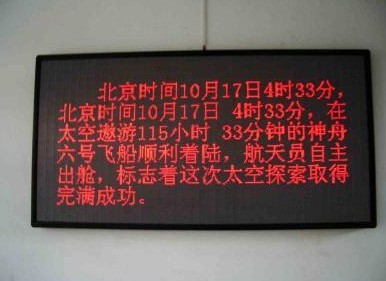 北京时间10月17日4时33分，
北京时间10月17日 4时33分，在
太空遨游115小时 33分钟的神舟
六号飞船顺利着陆，航天员自主
出舱，标志着这次太空探索取得
完满成功。